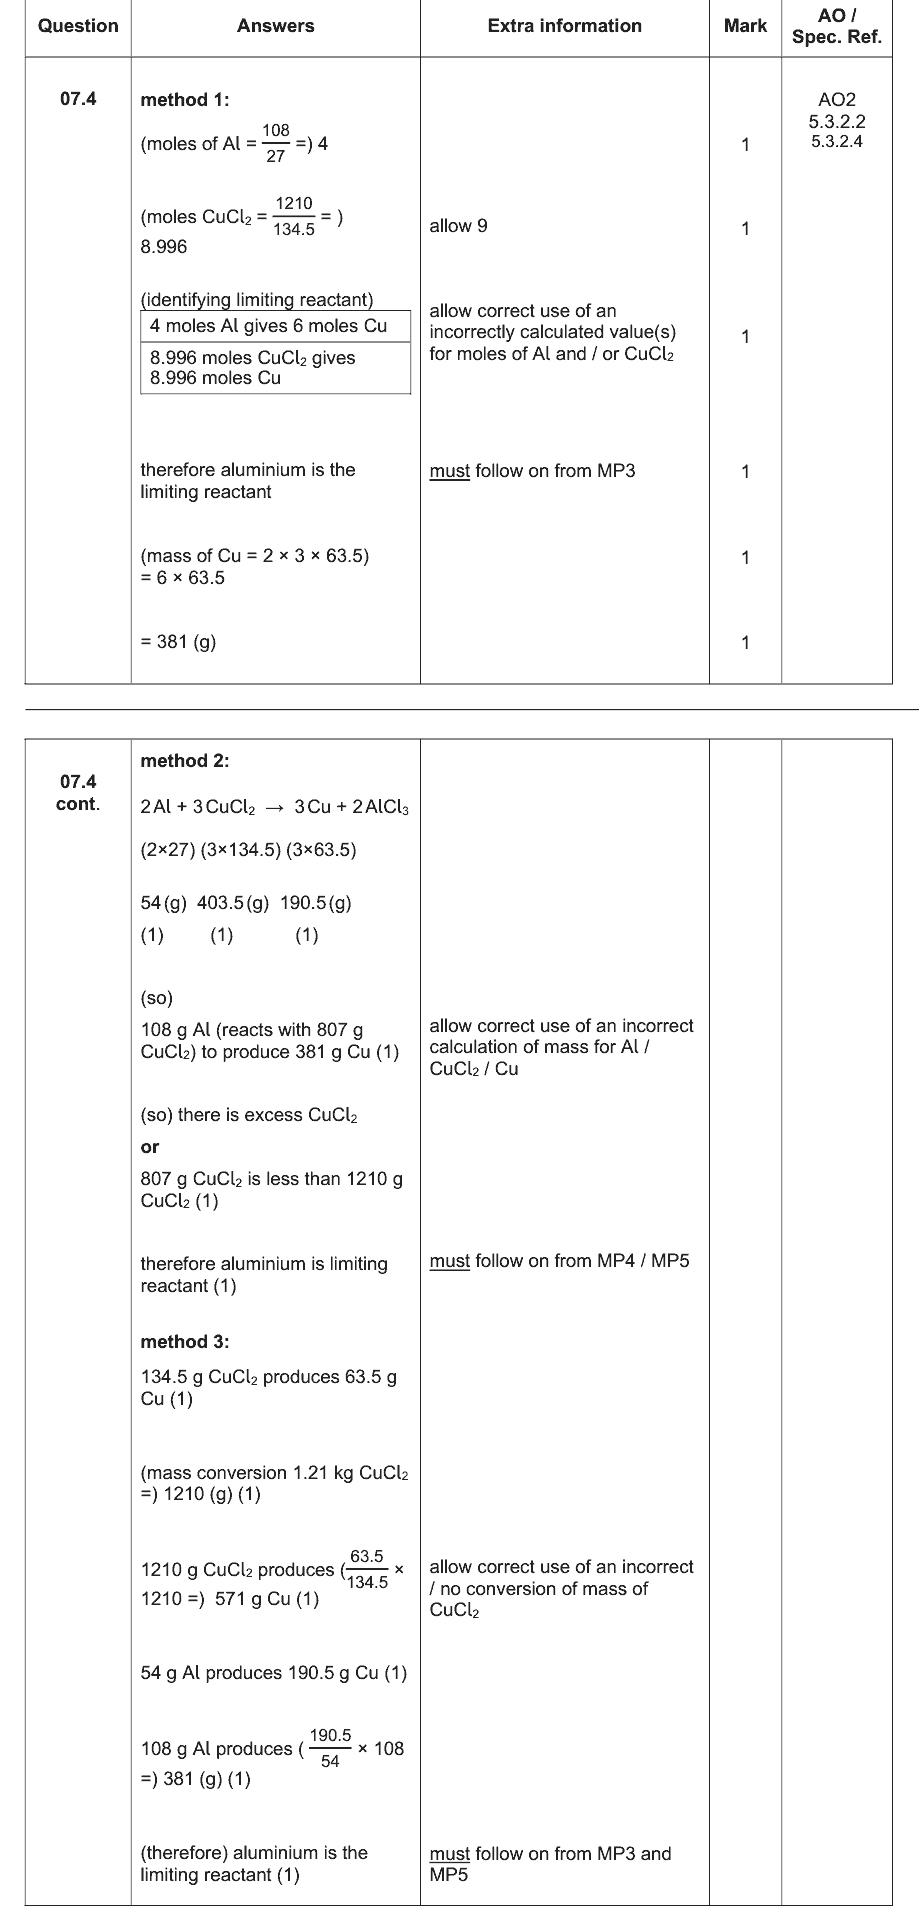 Question Answers Extra information Mark AO /
Spec. Ref.
07.4 method 1: AO2
5.3.2.2
5.3.2.4
(moles of Al = 108/27 =) 4 1
(moles CuCl₂ = 1210/134.5 = )
8.996 allow 9 1
(identifying limiting reactant)
4 moles Al gives 6 moles Cu
8.996 moles CuCl₂ gives
8.996 moles Cu
allow correct use of an
incorrectly calculated value(s)
for moles of Al and / or CuCl₂
1
therefore aluminium is the
limiting reactant
must follow on from MP3 1
(mass of Cu = 2 × 3 × 63.5)
= 6 × 63.5
1
= 381 (g) 1
07.4
cont.
method 2:
2Al + 3CuCl₂ → 3Cu + 2AlCl₃
(2×27) (3×134.5) (3×63.5)
54(g) 403.5(g) 190.5(g)
(1) (1) (1)
(so)
108 g Al (reacts with 807 g
CuCl₂) to produce 381 g Cu (1)
allow correct use of an incorrect
calculation of mass for Al /
CuCl₂ / Cu
(so) there is excess CuCl₂
or
807 g CuCl₂ is less than 1210 g
CuCl₂ (1)
therefore aluminium is limiting
reactant (1)
must follow on from MP4 / MP5
method 3:
134.5 g CuCl₂ produces 63.5 g
Cu (1)
(mass conversion 1.21 kg CuCl₂
=) 1210 (g) (1)
1210 g CuCl₂ produces (63.5/134.5 ×
1210 =) 571 g Cu (1)
allow correct use of an incorrect
/ no conversion of mass of
CuCl₂
54 g Al produces 190.5 g Cu (1)
108 g Al produces ( 190.5/54 × 108
=) 381 (g) (1)
(therefore) aluminium is the
limiting reactant (1)
must follow on from MP3 and
MP5